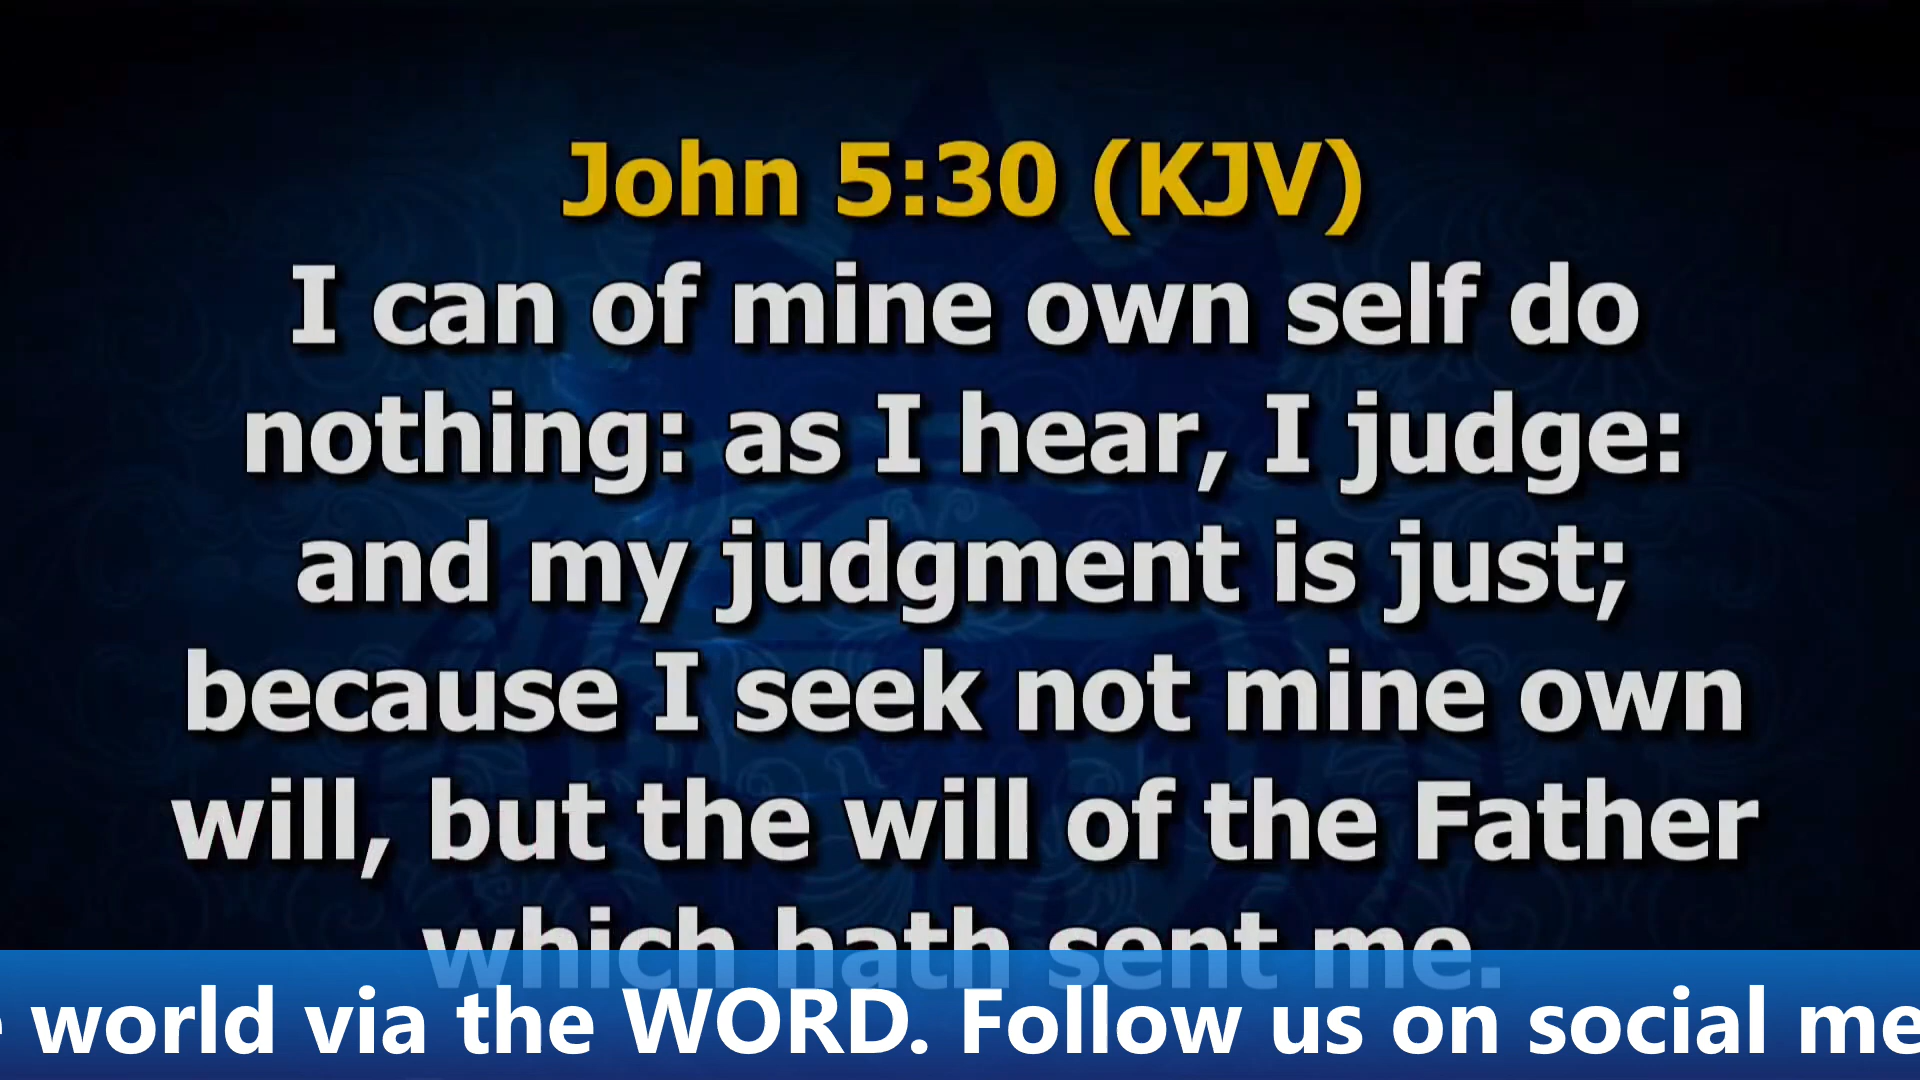 John 5:30 (KJV)
I can of mine own self do
nothing: as I hear, I judge:
and my judgment is just;
because I seek not mine own
will, but the will of the Father
which hath sent me.
world via the WORD. Follow us on social me